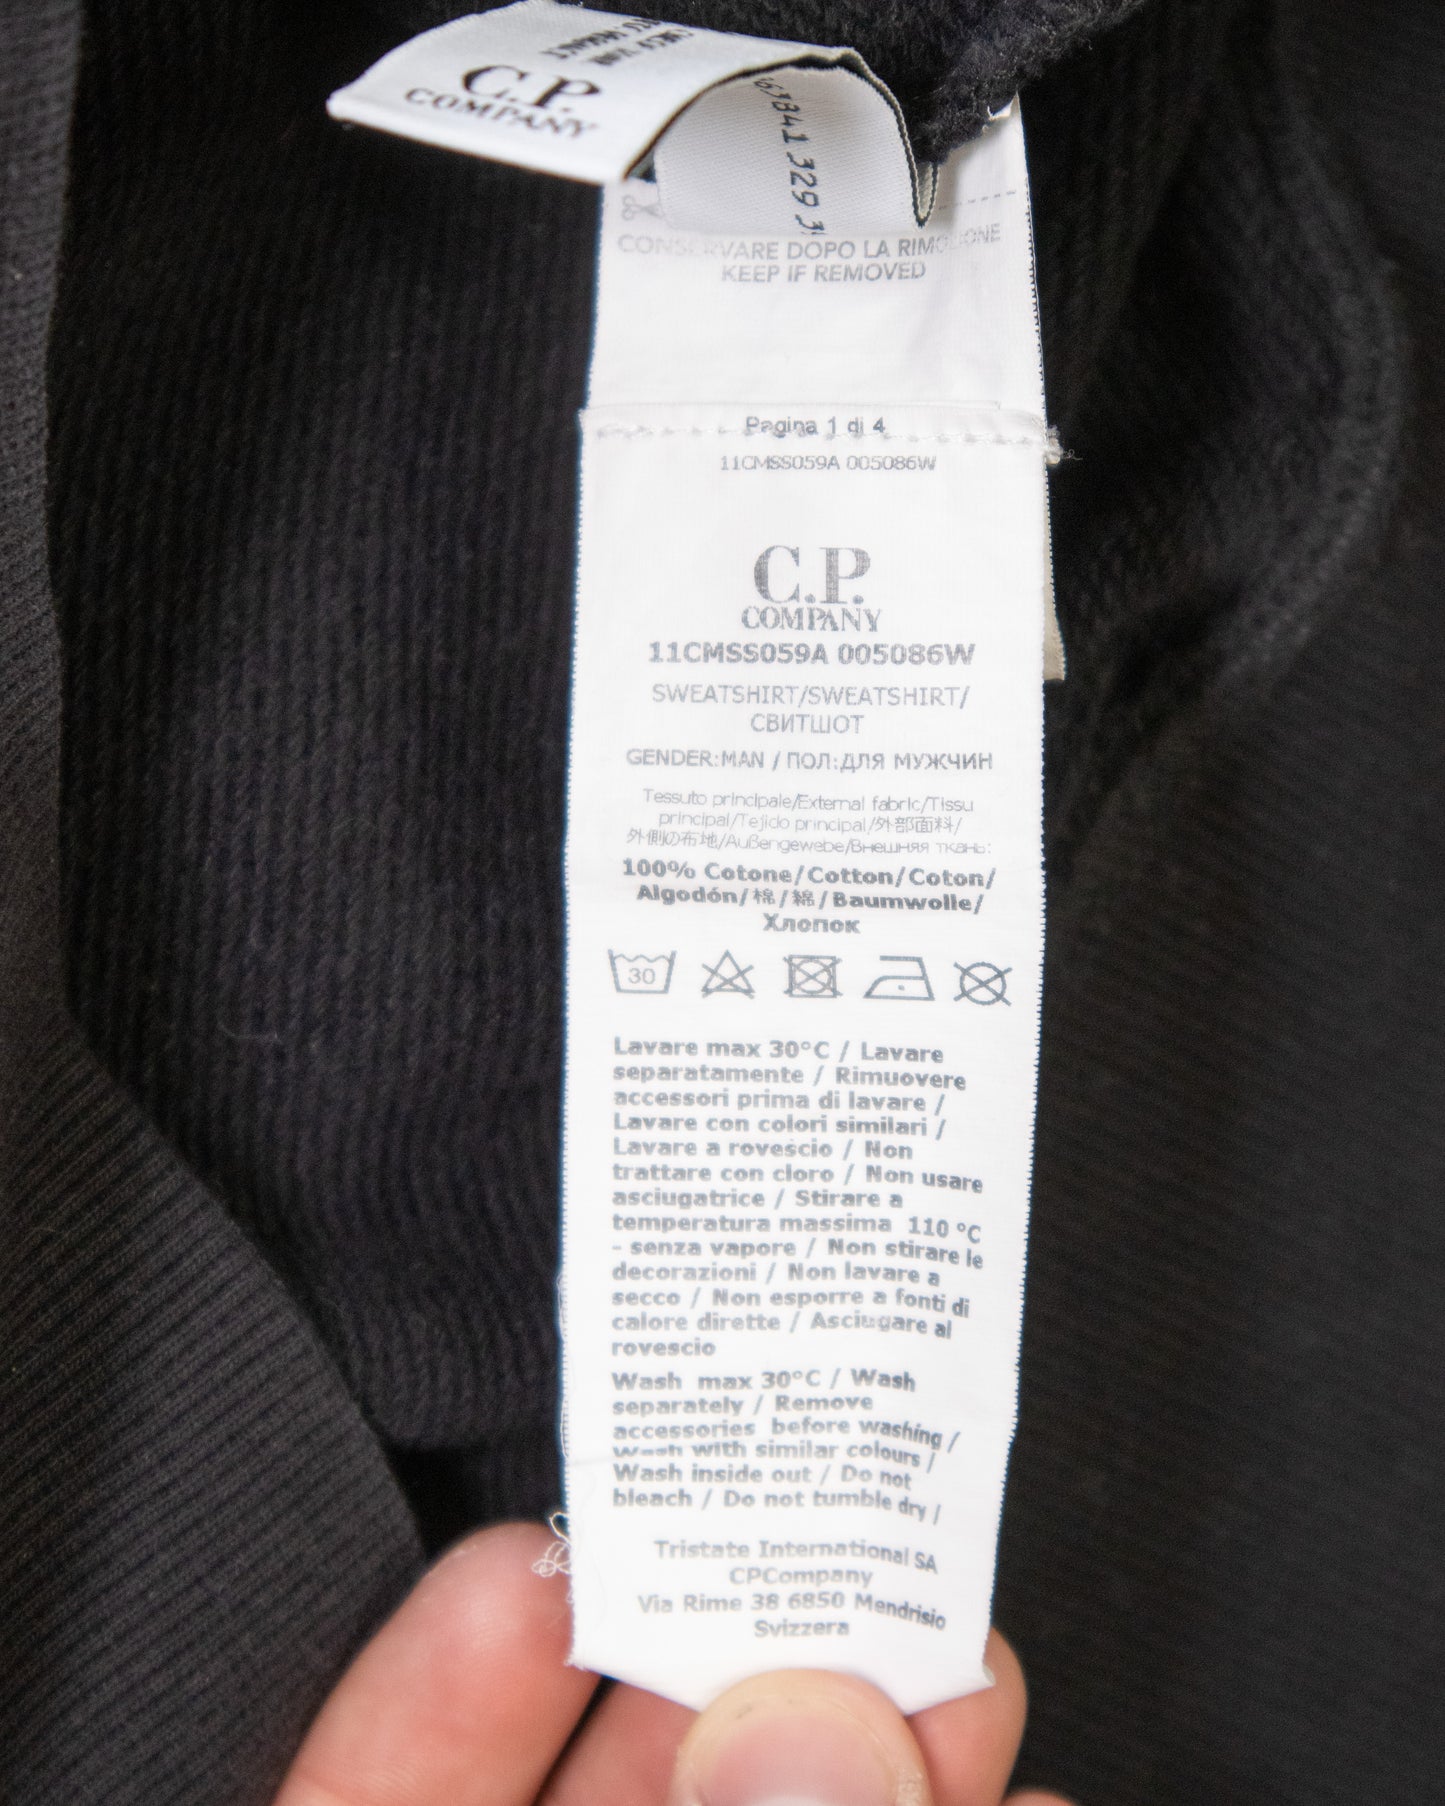 C.P.
COMPANY
63841 329 3
CONSERVARE DOPO LA RIMOZIONE
KEEP IF REMOVED
Pagina 1 di 4
11CMSS059A 005086W
C.P.
COMPANY
11CMSS059A 005086W
SWEATSHIRT/SWEATSHIRT/
СВИТШОТ
GENDER:MAN / ПОЛ:ДЛЯ МУЖЧИН
Tessuto principale/External fabric/Tissu
principal/Tejido principal/外部面料/
外側の布地/Außengewebe/Внешняя ткань:
100% Cotone/Cotton/Coton/
Algodón/棉/綿/Baumwolle/
Хлопок
30
Lavare max 30°C / Lavare
separatamente / Rimuovere
accessori prima di lavare /
Lavare con colori similari /
Lavare a rovescio / Non
trattare con cloro / Non usare
asciugatrice / Stirare a
temperatura massima 110 °C
- senza vapore / Non stirare le
decorazioni / Non lavare a
secco / Non esporre a fonti di
calore dirette / Asciugare al
rovescio
Wash max 30°C / Wash
separately / Remove
accessories before washing /
Wash with similar colours /
Wash inside out / Do not
bleach / Do not tumble dry /
Tristate International SA
CPCompany
Via Rime 38 6850 Mendrisio
Svizzera